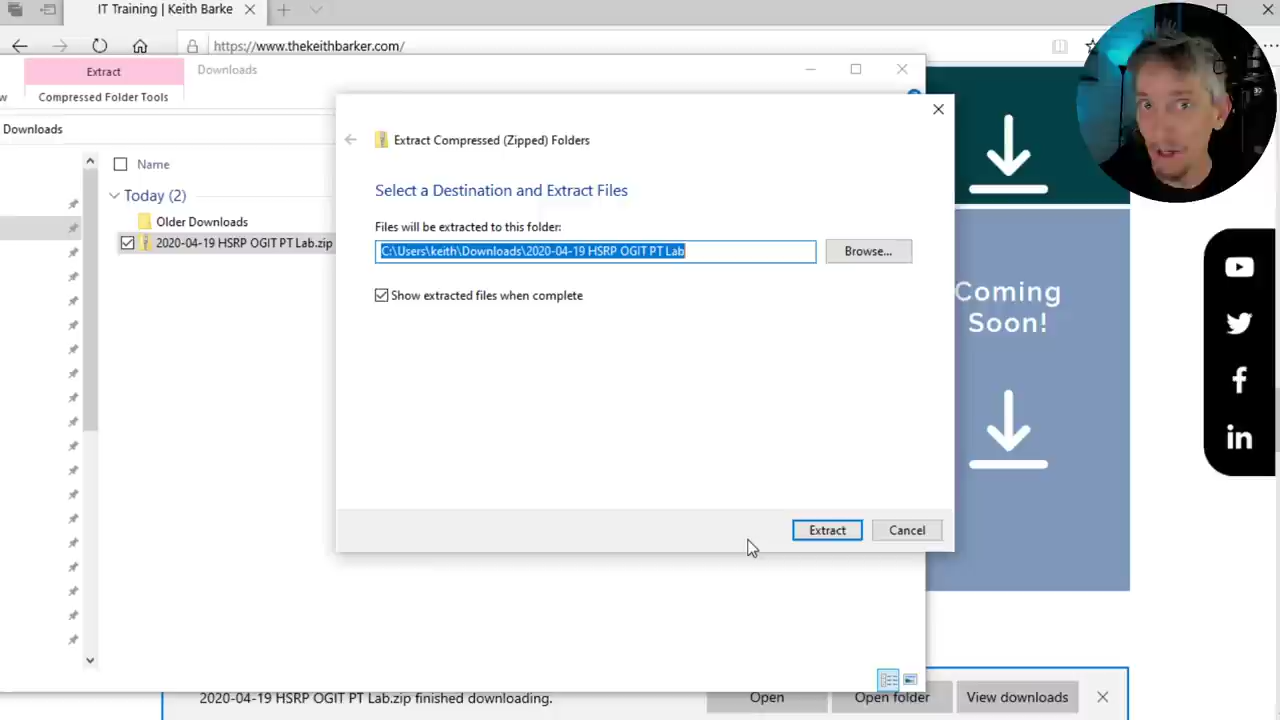 IT Training | Keith Barke
https://www.thekeithbarker.com/
Extract
Downloads
w
Compressed Folder Tools
Downloads
Name
Today (2)
Older Downloads
2020-04-19 HSRP OGIT PT Lab.zip
Extract Compressed (Zipped) Folders
Select a Destination and Extract Files
Files will be extracted to this folder:
C:\Users\keith\Downloads\2020-04-19 HSRP OGIT PT Lab
Browse...
Show extracted files when complete
Extract
Cancel
Coming
Soon!
in
2020-04-19 HSRP OGIT PT Lab.zip finished downloading.
Open
Open folder
View downloads